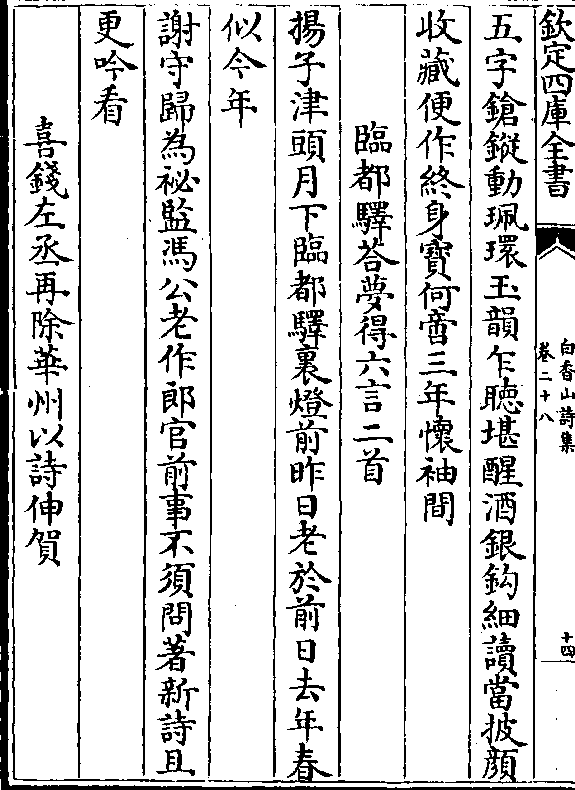 欽定四庫全書
白香山詩集
卷二十八
十四
五字鎗鏦動珮環玉韻乍聴堪醒酒銀鈎細讀當披顔
收藏便作終身寳何啻三年懷袖間
臨都驛荅夢得六言二首
揚子津頭月下臨都驛裏燈前昨日老於前日去年春
似今年
謝守歸為祕監馮公老作郎官前事不須問著新詩且
更吟看
喜錢左丞再除華州以詩伸賀